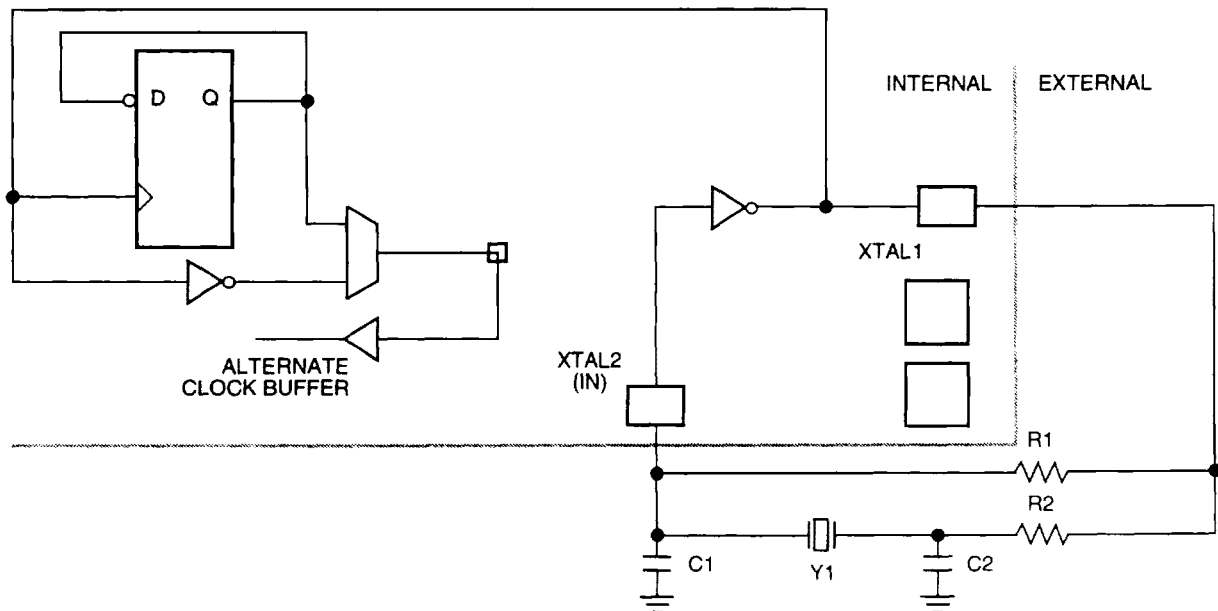 INTERNAL
EXTERNAL
D
Q
XTAL1
ALTERNATE
CLOCK BUFFER
XTAL2
(IN)
R1
R2
C1
Y1
C2